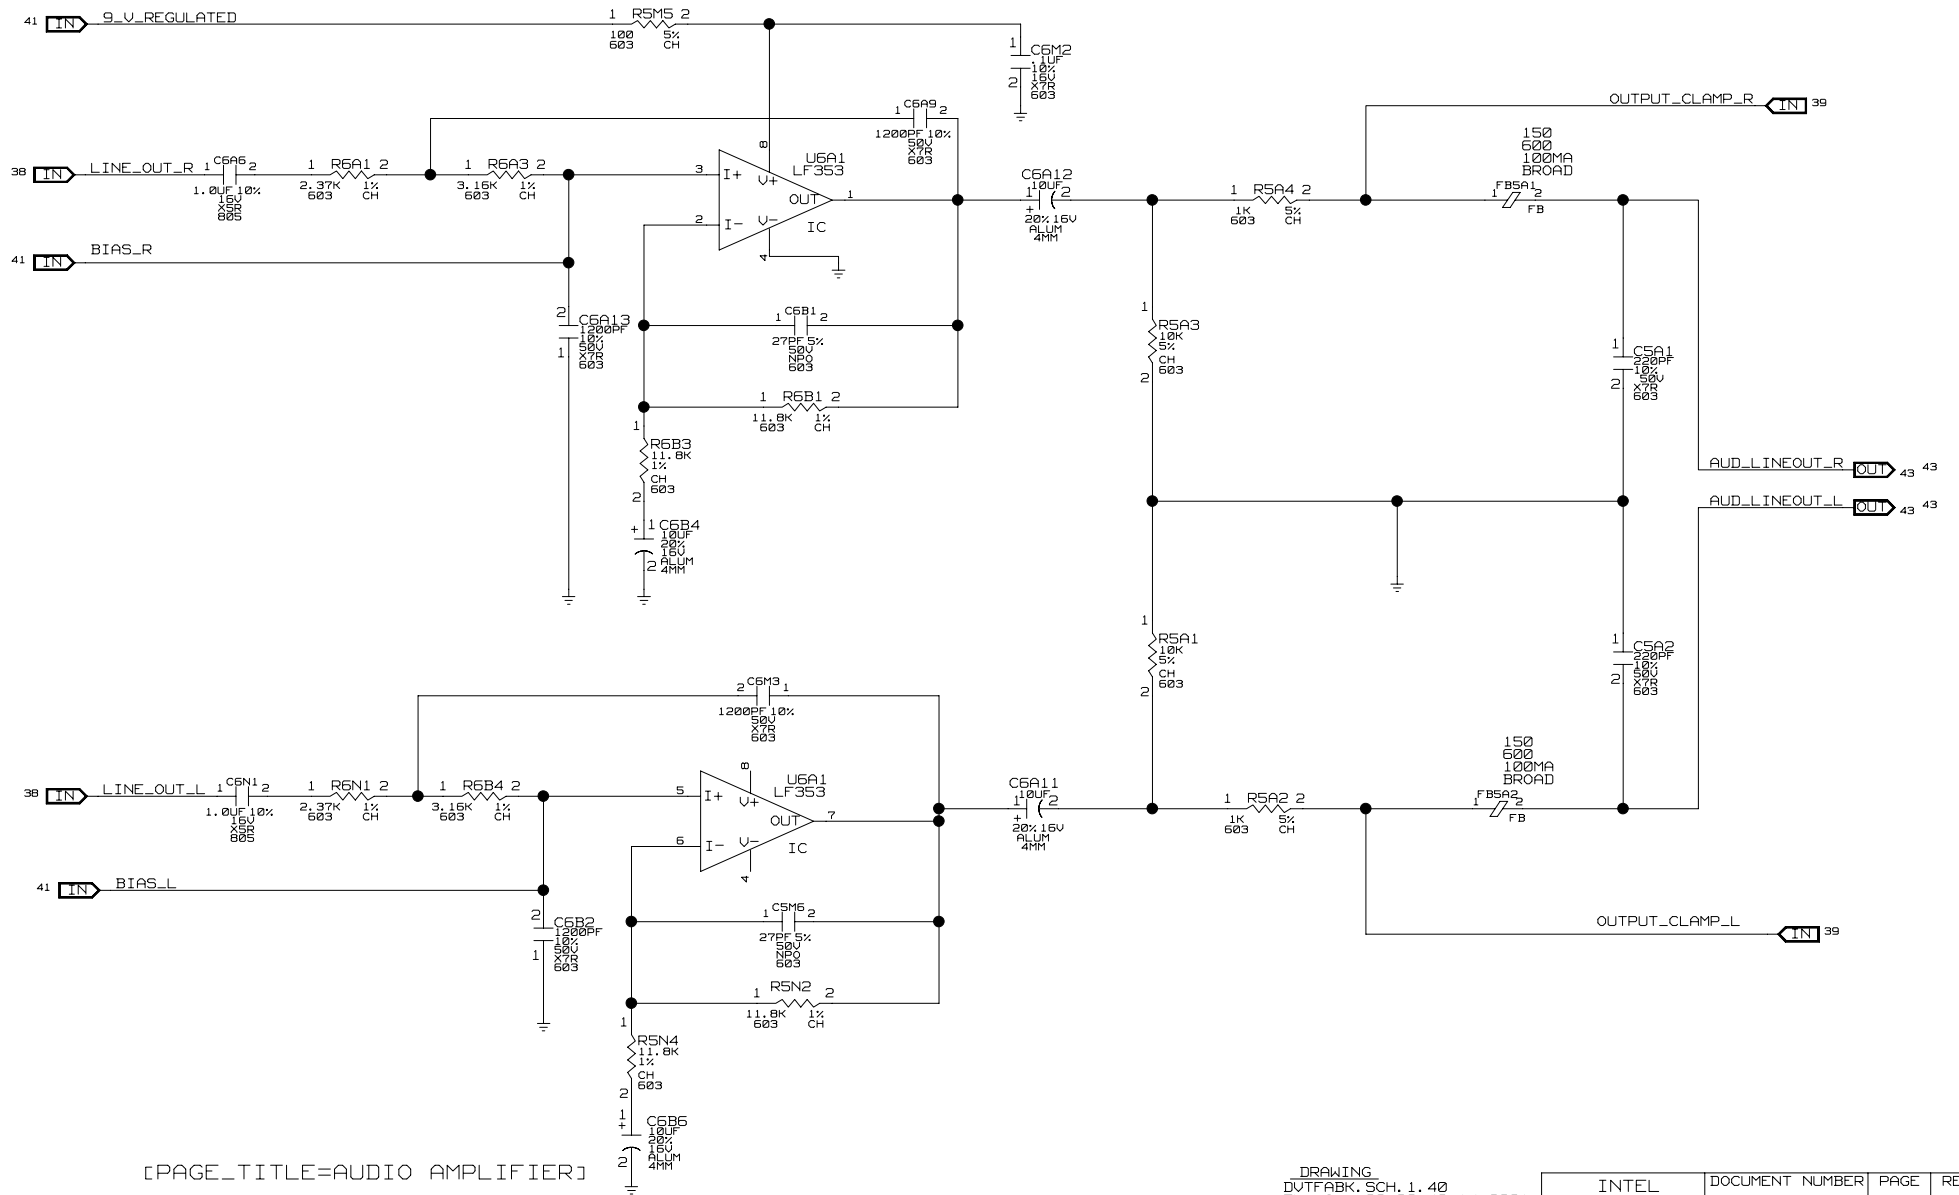 41 IN 9_V_REGULATED
1 R5M5 2
100 5%
603 CH
1 C6M2
.1UF
10%
16V
2 X7R
603
OUTPUT_CLAMP_R IN 39
C6A9
1 2
1200PF 10%
50V
X7R
603
150
600
100MA
BROAD
38 IN LINE_OUT_R
C6A6
1 2
1.0UF 10%
16V
X5R
805
1 R6A1 2
2.37K 1%
603 CH
1 R6A3 2
3.16K 1%
603 CH
U6A1
LF353
8
3 I+ V+
OUT 1
2 I- V-
IC
4
C6A12
10UF
1 2
+
20% 16V
ALUM
4MM
1 R5A4 2
1K 5%
603 CH
FB5A1
1 2
FB
41 IN BIAS_R
2
C6A13
1200PF
10%
50V
1 X7R
603
C6B1
1 2
27PF 5%
50V
NPO
603
1 R6B1 2
11.8K 1%
603 CH
1
R5A3
10K
5%
CH
2 603
1 C5A1
220PF
10%
50V
2 X7R
603
1
R6B3
11.8K
1%
CH
603
2
+ 1 C6B4
10UF
20%
16V
ALUM
2 4MM
AUD_LINEOUT_R OUT 43 43
AUD_LINEOUT_L OUT 43 43
1
R5A1
10K
5%
CH
603
2
1 C5A2
220PF
10%
50V
2 X7R
603
C6M3
2 1
1200PF 10%
50V
X7R
603
150
600
100MA
BROAD
38 IN LINE_OUT_L
C6N1
1 2
1.0UF 10%
16V
X5R
805
1 R6N1 2
2.37K 1%
603 CH
1 R6B4 2
3.16K 1%
603 CH
U6A1
LF353
8
5 I+ V+
OUT 7
6 I- V-
IC
4
C6A11
10UF
1 2
+
20% 16V
ALUM
4MM
1 R5A2 2
1K 5%
603 CH
FB5A2
1 2
FB
41 IN BIAS_L
2
C6B2
1200PF
10%
50V
1 X7R
603
C5M6
1 2
27PF 5%
50V
NPO
603
OUTPUT_CLAMP_L IN 39
1 R5N2 2
11.8K 1%
603 CH
1
R5N4
11.8K
1%
CH
603
2
1
+ C6B6
10UF
20%
16V
ALUM
2 4MM
[PAGE_TITLE=AUDIO AMPLIFIER]
DRAWING
DVTFABK.SCH.1.40
INTEL
DOCUMENT NUMBER
PAGE